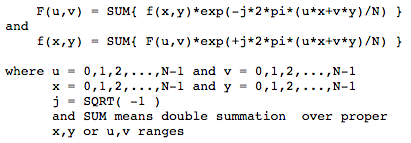 F(u,v) = SUM{ f(x,y)*exp(-j*2*pi*(u*x+v*y)/N) }
and
f(x,y) = SUM{ F(u,v)*exp(+j*2*pi*(u*x+v*y)/N) }
where u = 0,1,2,...,N-1 and v = 0,1,2,...,N-1
x = 0,1,2,...,N-1 and y = 0,1,2,...,N-1
j = SQRT( -1 )
and SUM means double summation over proper
x,y or u,v ranges